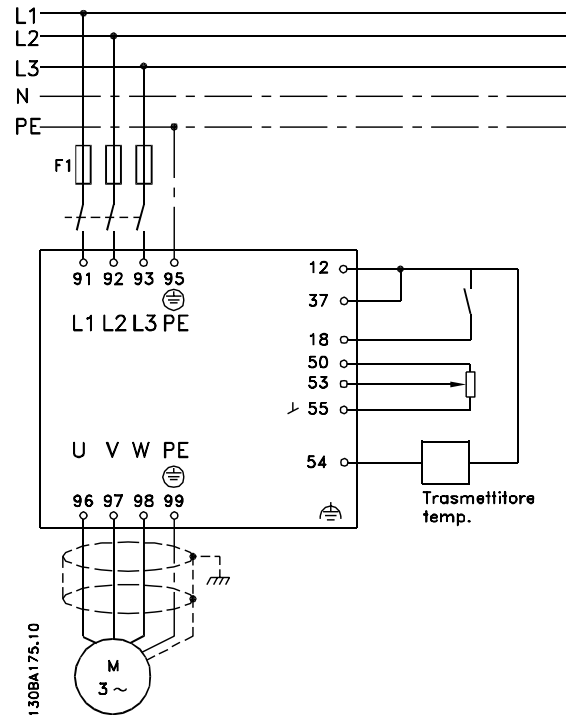 L1
L2
L3
N
PE
F1
91 92 93 95
L1 L2 L3 PE
12
37
18
50
53
55
54
U V W PE
96 97 98 99
Trasmettitore
temp.
M
3 ~
130BA175.10